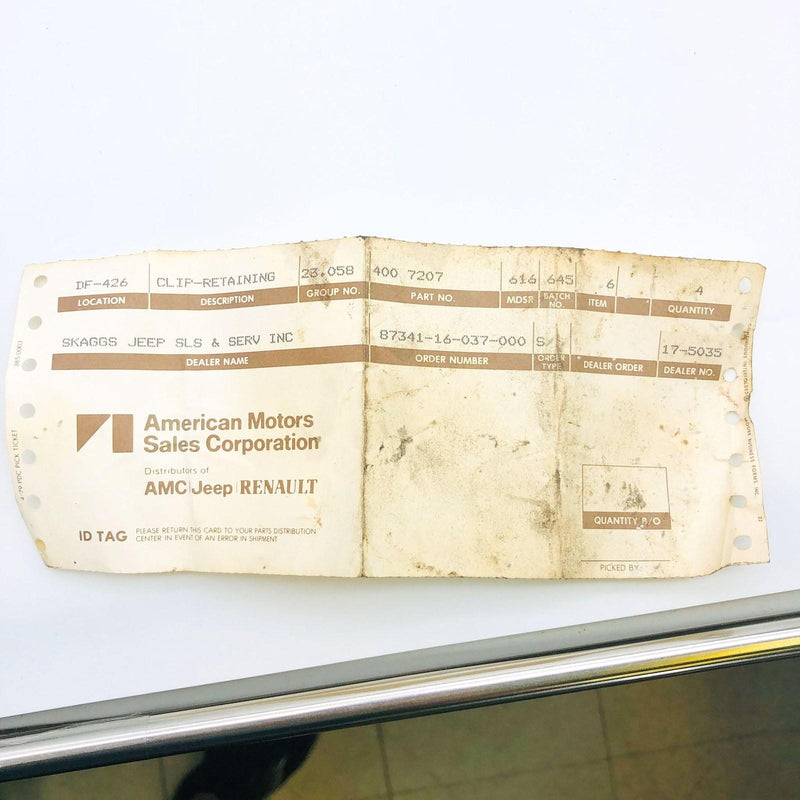 DF-426 CLIP-RETAINING 23.058 400 7207 616 645 6 4
LOCATION DESCRIPTION GROUP NO. PART NO. MDSR BATCH NO. ITEM QUANTITY
SKAGGS JEEP SLS & SERV INC 87341-16-037-000 S/S 17-5035
DEALER NAME ORDER NUMBER ORDER TYPE DEALER ORDER DEALER NO.
American Motors
Sales Corporation
Distributors of
AMC Jeep RENAULT
ID TAG PLEASE RETURN THIS CARD TO YOUR PARTS DISTRIBUTION
CENTER IN EVENT OF AN ERROR IN SHIPMENT
QUANTITY B/O
PICKED BY
PDC PICK TICKET